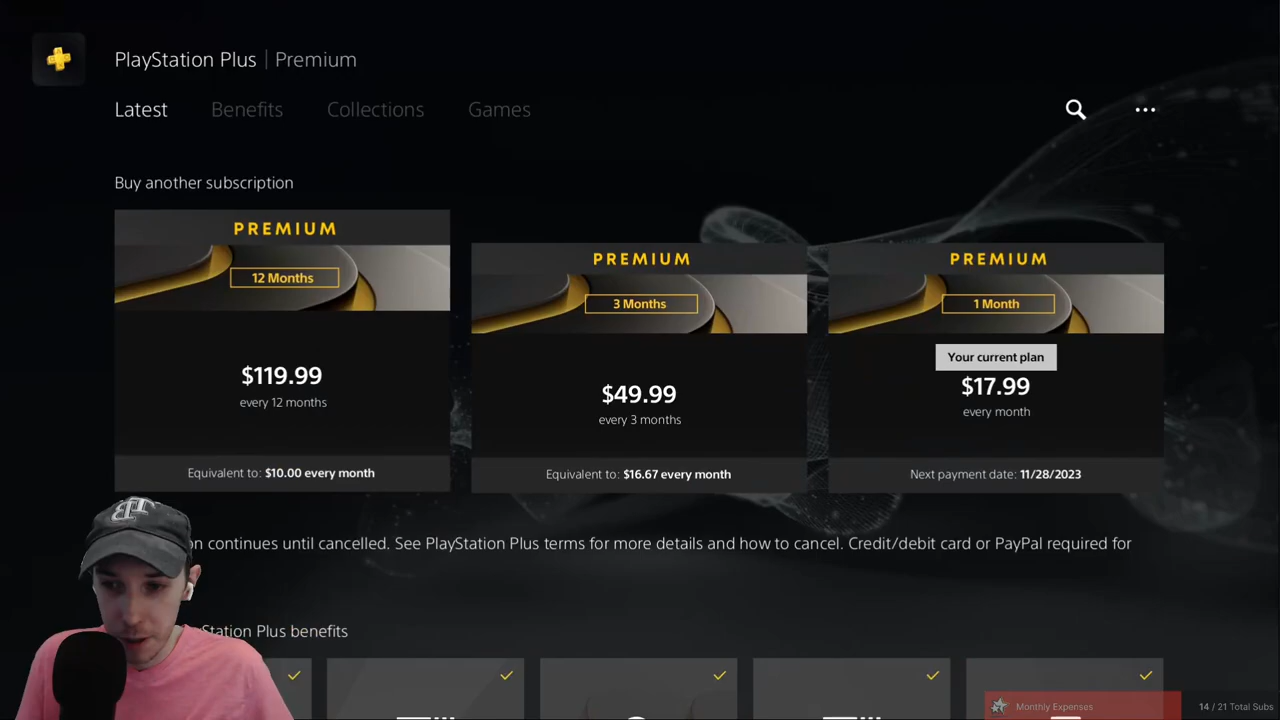 PlayStation Plus | Premium
Latest Benefits Collections Games
Buy another subscription
PREMIUM
12 Months
$119.99
every 12 months
Equivalent to: $10.00 every month
PREMIUM
3 Months
$49.99
every 3 months
Equivalent to: $16.67 every month
PREMIUM
1 Month
Your current plan
$17.99
every month
Next payment date: 11/28/2023
continues until cancelled. See PlayStation Plus terms for more details and how to cancel. Credit/debit card or PayPal required for
Station Plus benefits
Monthly Expenses
14 / 21 Total Subs